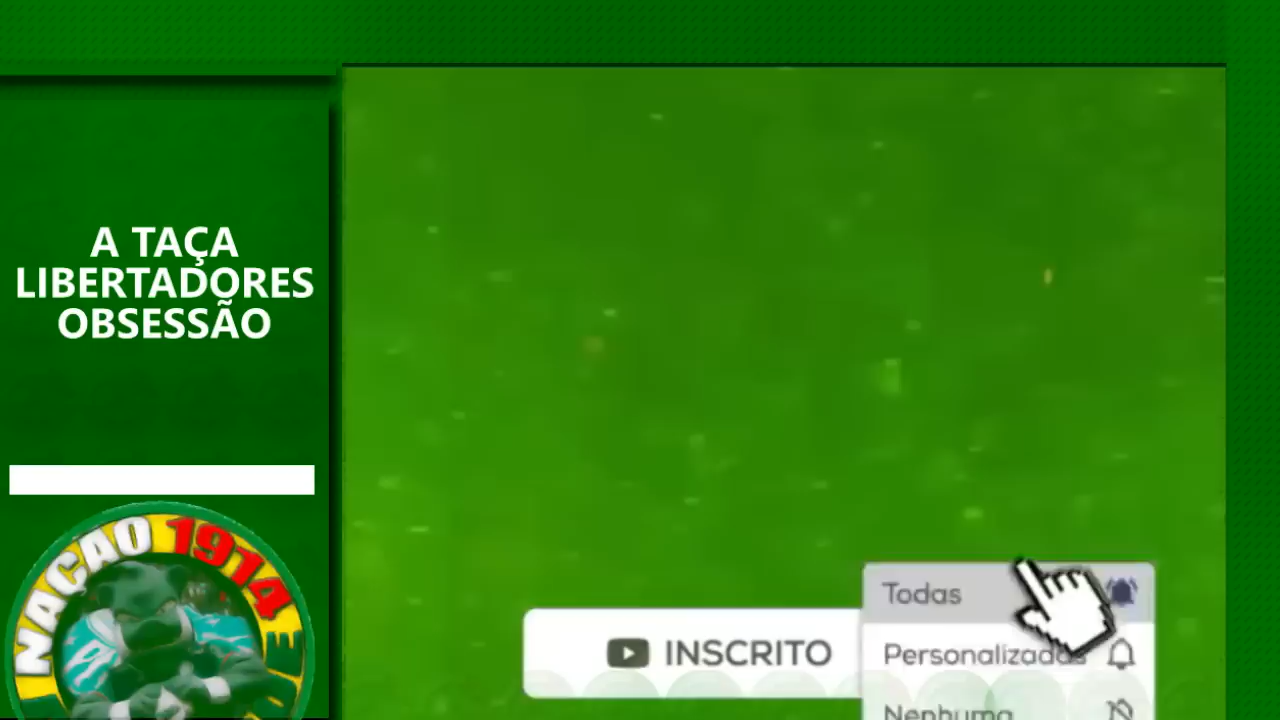 A TAÇA
LIBERTADORES
OBSESSÃO
NAÇÃO 1914
INSCRITO
Todas
Personalizadas
Nenhuma